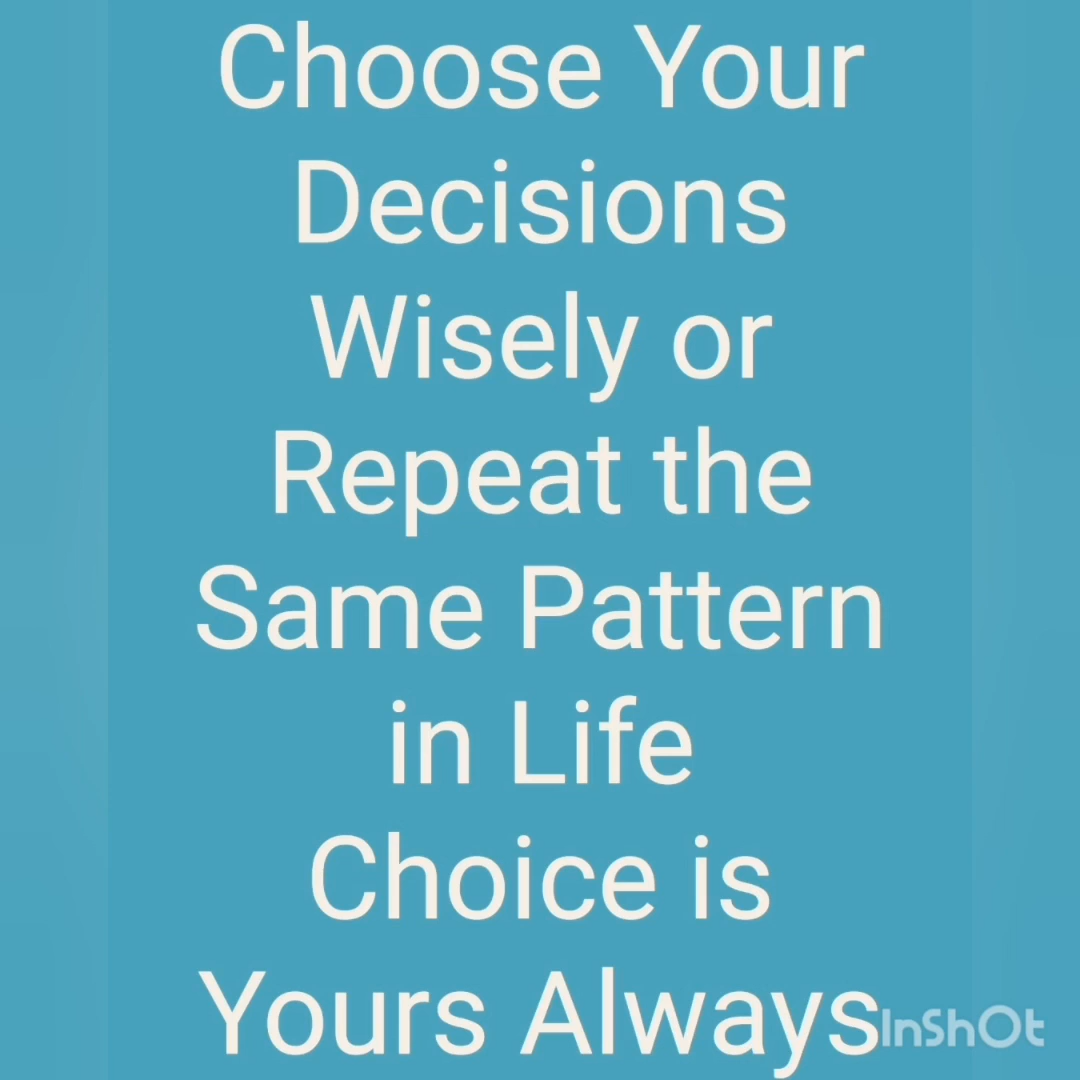 Choose Your
Decisions
Wisely or
Repeat the
Same Pattern
in Life
Choice is
Yours Always
InShOt